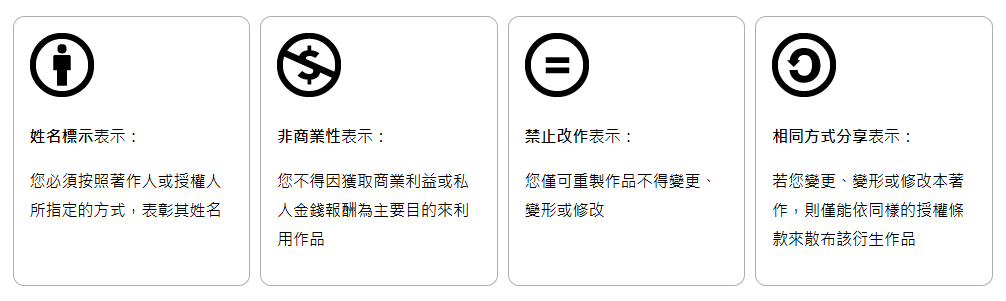 姓名標示表示：
您必須按照著作人或授權人
所指定的方式，表彰其姓名
非商業性表示：
您不得因獲取商業利益或私
人金錢報酬為主要目的來利
用作品
禁止改作表示：
您僅可重製作品不得變更、
變形或修改
相同方式分享表示：
若您變更、變形或修改本著
作，則僅能依同樣的授權條
款來散布該衍生作品